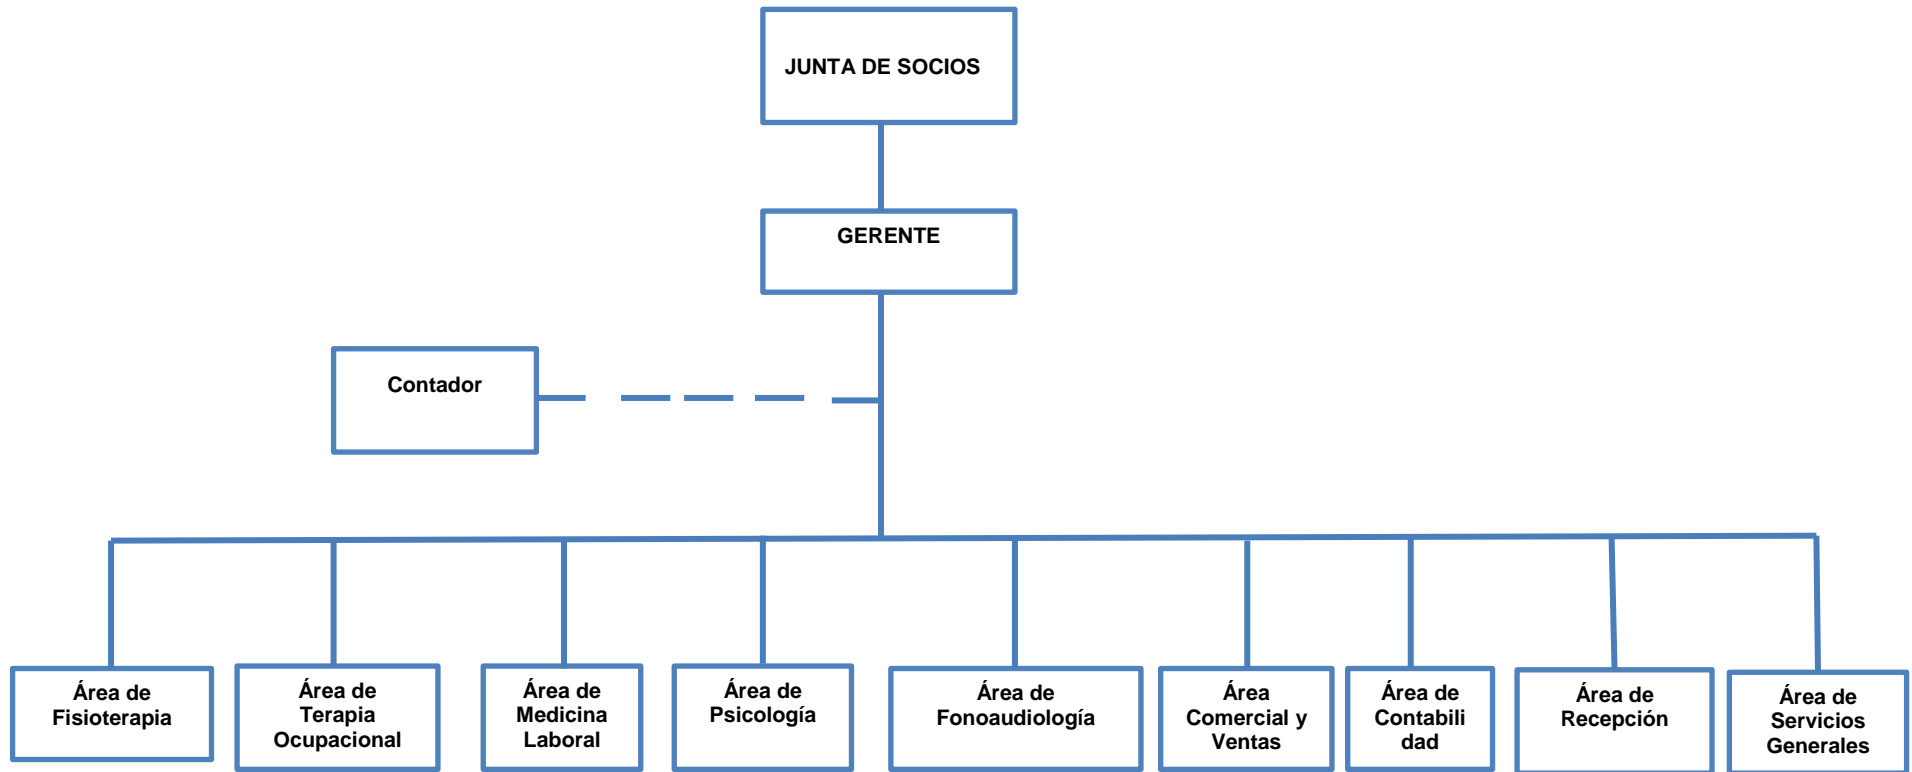 JUNTA DE SOCIOS
GERENTE
Contador
Área de
Fisioterapia
Área de
Terapia
Ocupacional
Área de
Medicina
Laboral
Área de
Psicología
Área de
Fonoaudiología
Área
Comercial y
Ventas
Área de
Contabili
dad
Área de
Recepción
Área de
Servicios
Generales